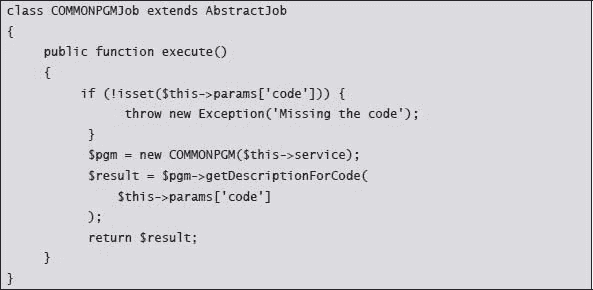 class COMMONPGMJob extends AbstractJob
{
public function execute()
{
if (!isset($this->params['code'])) {
throw new Exception('Missing the code');
}
$pgm = new COMMONPGM($this->service);
$result = $pgm->getDescriptionForCode(
$this->params['code']
);
return $result;
}
}